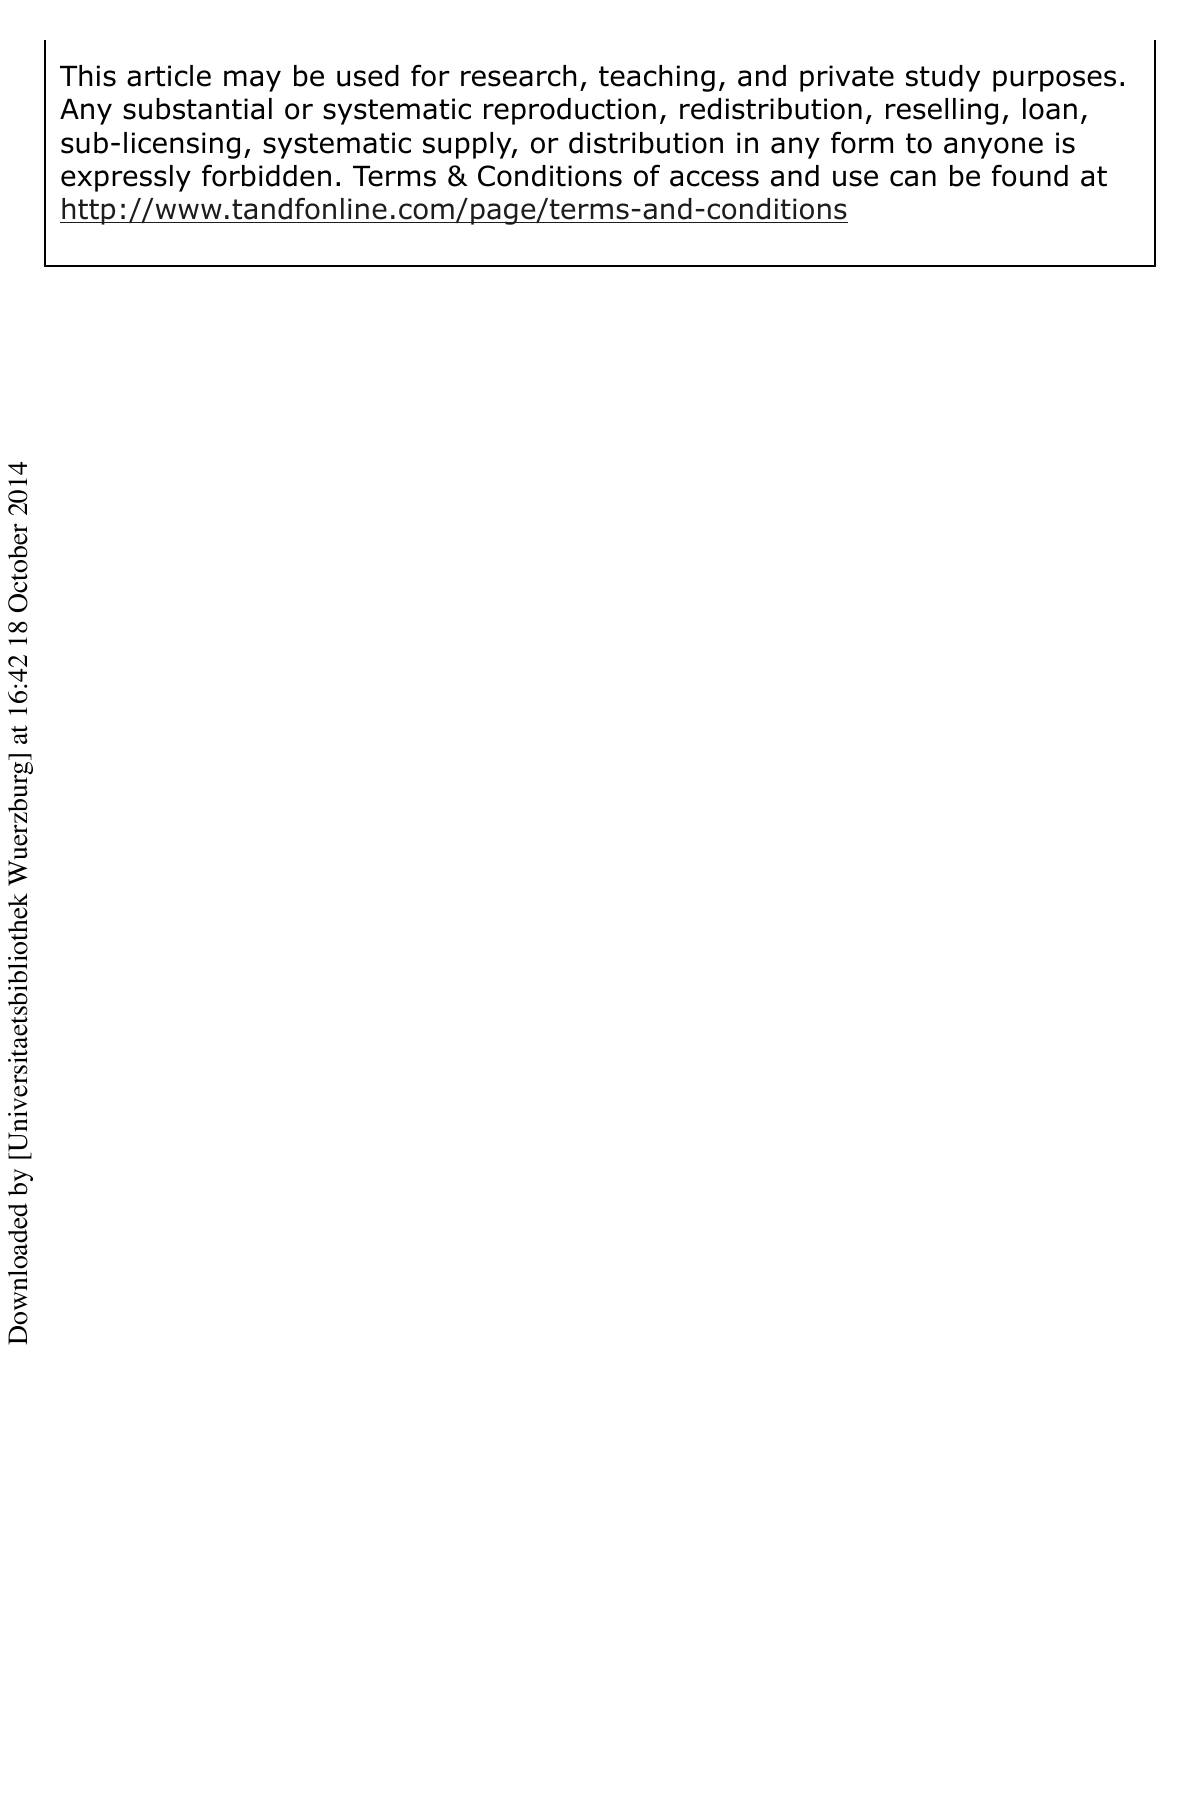 This article may be used for research, teaching, and private study purposes.
Any substantial or systematic reproduction, redistribution, reselling, loan,
sub-licensing, systematic supply, or distribution in any form to anyone is
expressly forbidden. Terms & Conditions of access and use can be found at
http://www.tandfonline.com/page/terms-and-conditions
Downloaded by [Universitaetsbibliothek Wuerzburg] at 16:42 18 October 2014